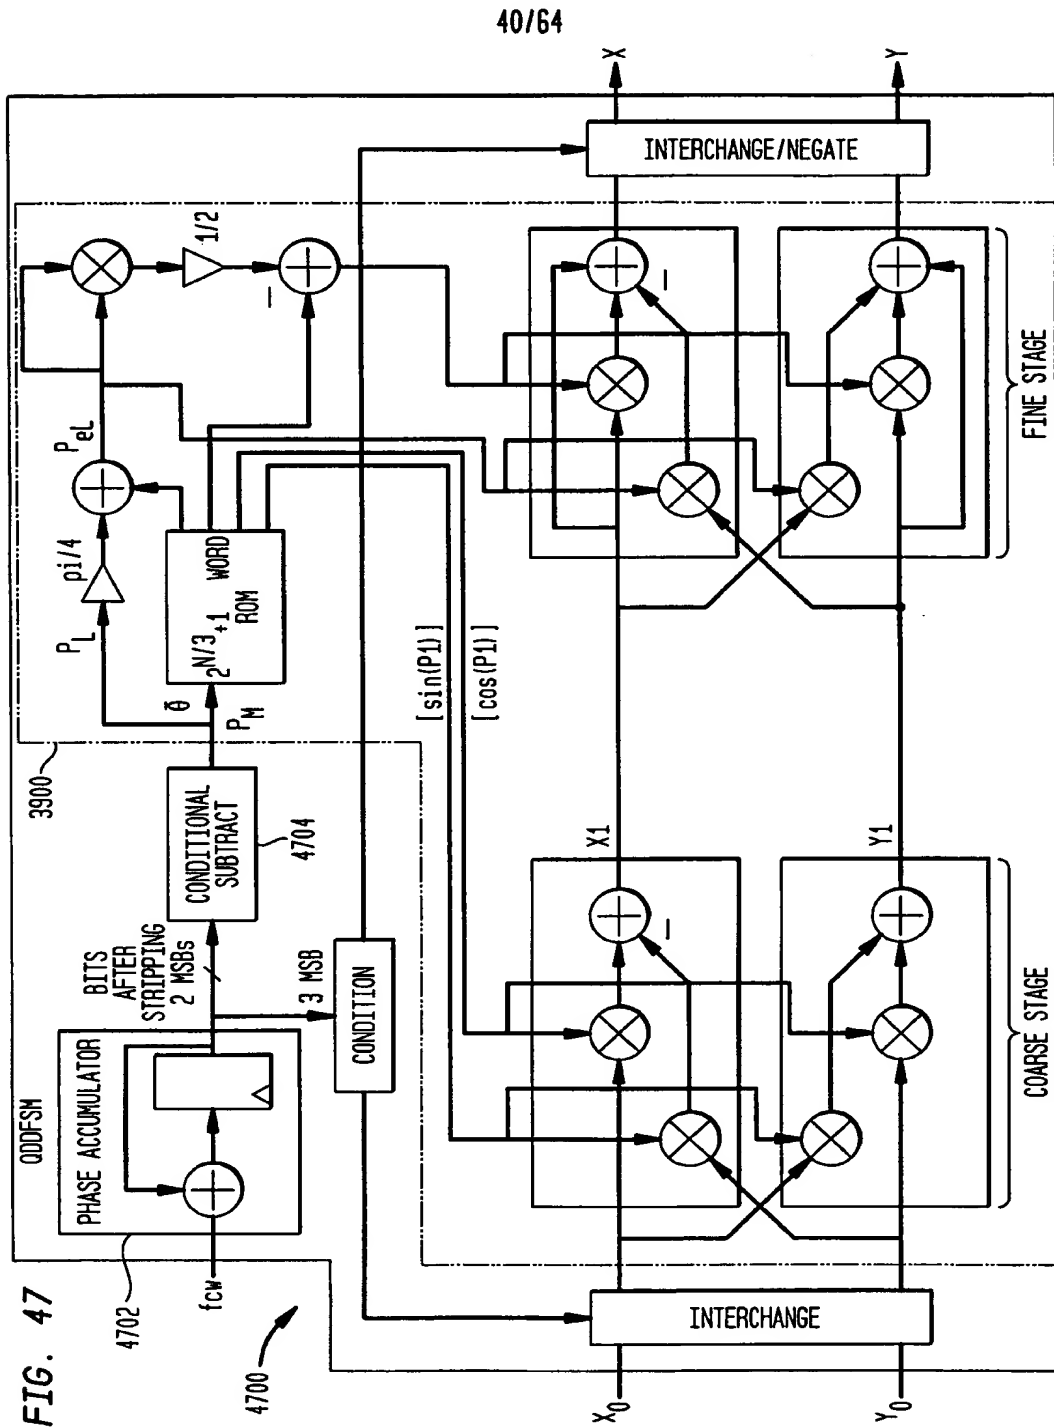 40/64
FIG. 47
4700
QDDFSM
PHASE ACCUMULATOR
4702
fcw
BITS
AFTER
STRIPPING
2 MSBs
3 MSB
CONDITION
CONDITIONAL
SUBTRACT
4704
3900
θ̄
P_M
P_L
pi/4
P_eL
2^N/3+1 WORD
ROM
1/2
−
[sin(P1)]
[cos(P1)]
X_0
Y_0
INTERCHANGE
−
COARSE STAGE
X1
Y1
−
FINE STAGE
INTERCHANGE/NEGATE
X
Y